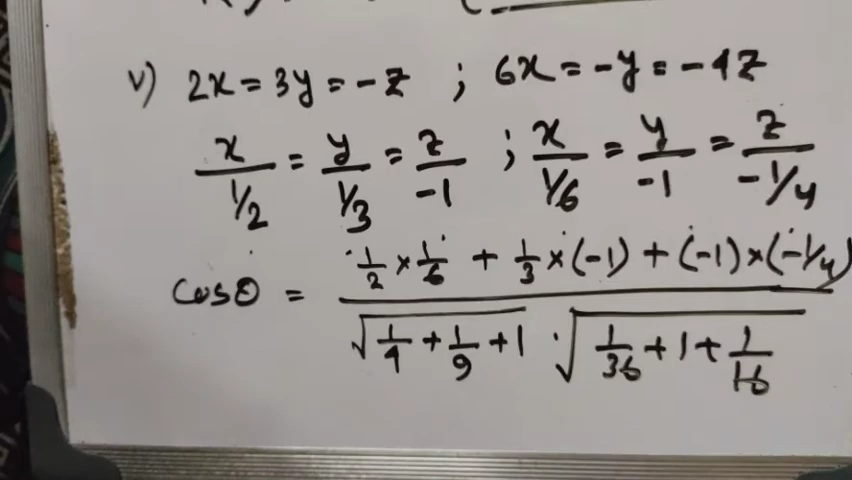 v) 2x = 3y = -z ; 6x = -y = -4z
x/(1/2) = y/(1/3) = z/-1 ; x/(1/6) = y/-1 = z/(-1/4)
cosθ = (1/2 × 1/6 + 1/3 × (-1) + (-1) × (-1/4)) / (√(1/4 + 1/9 + 1) · √(1/36 + 1 + 1/16))